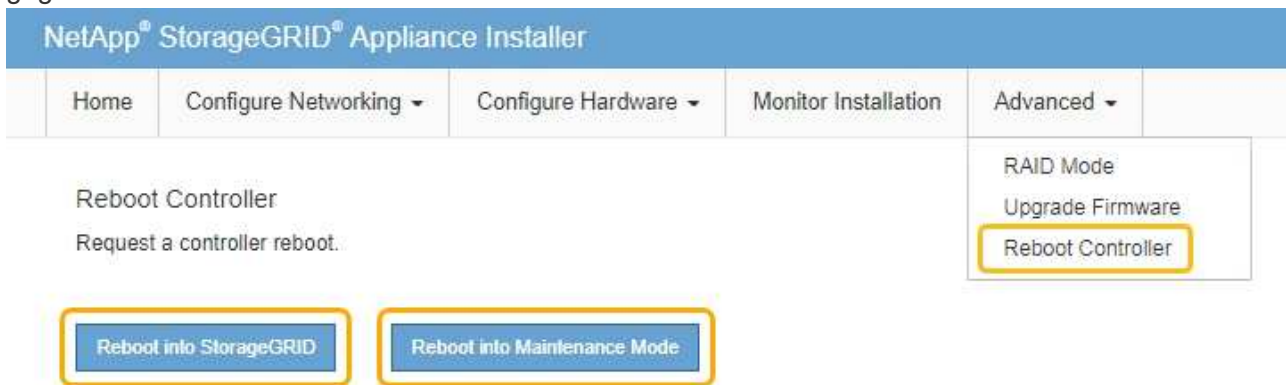 NetApp® StorageGRID® Appliance Installer
Home Configure Networking Configure Hardware Monitor Installation Advanced
RAID Mode
Upgrade Firmware
Reboot Controller
Reboot Controller
Request a controller reboot.
Reboot into StorageGRID Reboot into Maintenance Mode